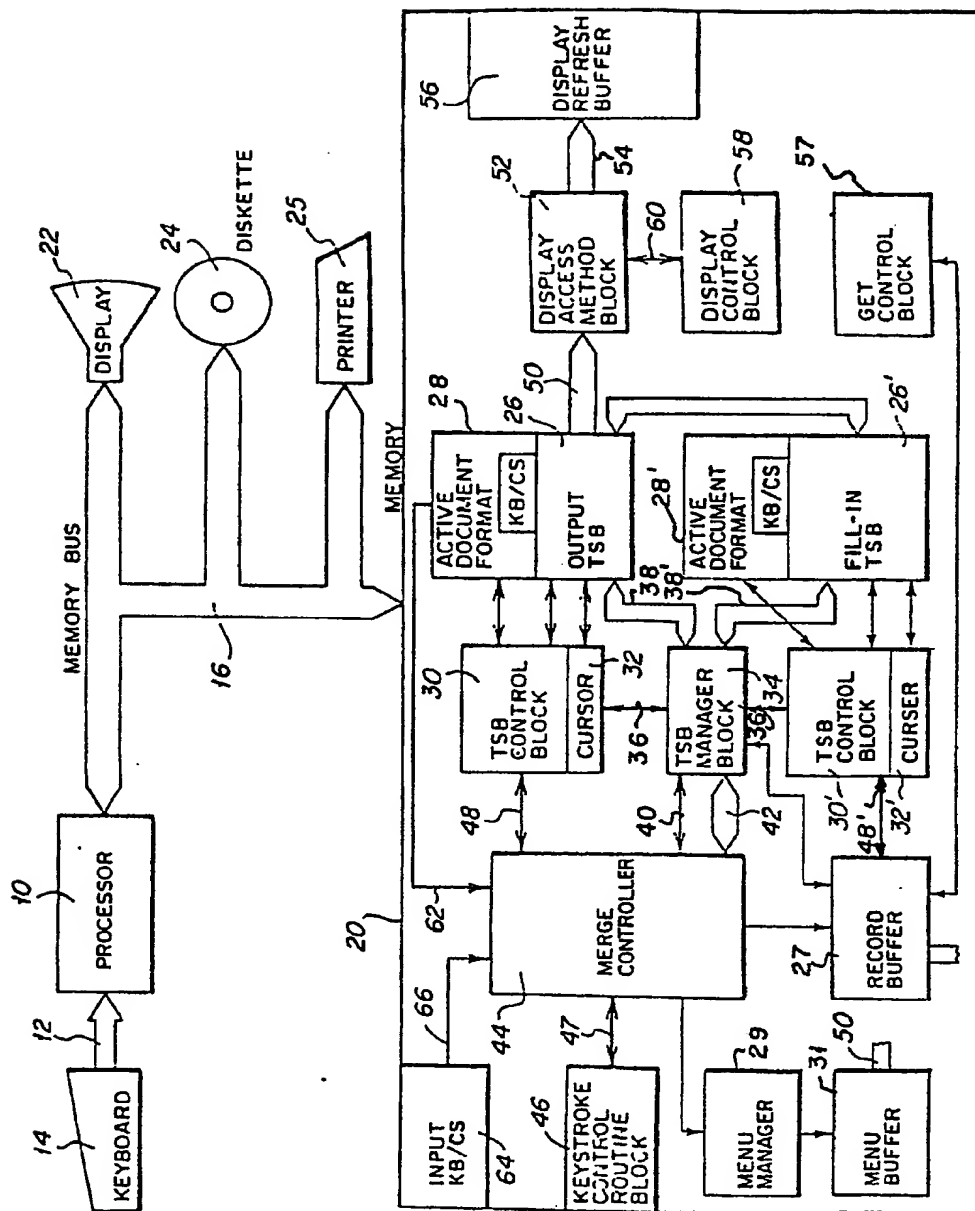 14
KEYBOARD
12
10
PROCESSOR
MEMORY BUS
16
22
DISPLAY
24
DISKETTE
25
PRINTER
20
MEMORY
INPUT
KB/CS
64
66
62
46
KEYSTROKE
CONTROL
ROUTINE
BLOCK
47
44
MERGE
CONTROLLER
29
MENU
MANAGER
31
MENU
BUFFER
50
27
RECORD
BUFFER
48
40
42
48'
30
TSB CONTROL
BLOCK
CURSOR
32
36
TSB
MANAGER
BLOCK
34
36'
TSB
CONTROL
BLOCK
CURSER
30'
32'
38
38'
28
ACTIVE
DOCUMENT
FORMAT
KB/CS
26
OUTPUT
TSB
28'
ACTIVE
DOCUMENT
FORMAT
KB/CS
FILL-IN
TSB
26'
50
52
DISPLAY
ACCESS
METHOD
BLOCK
54
56
DISPLAY
REFRESH
BUFFER
60
58
DISPLAY
CONTROL
BLOCK
57
GET CONTROL
BLOCK